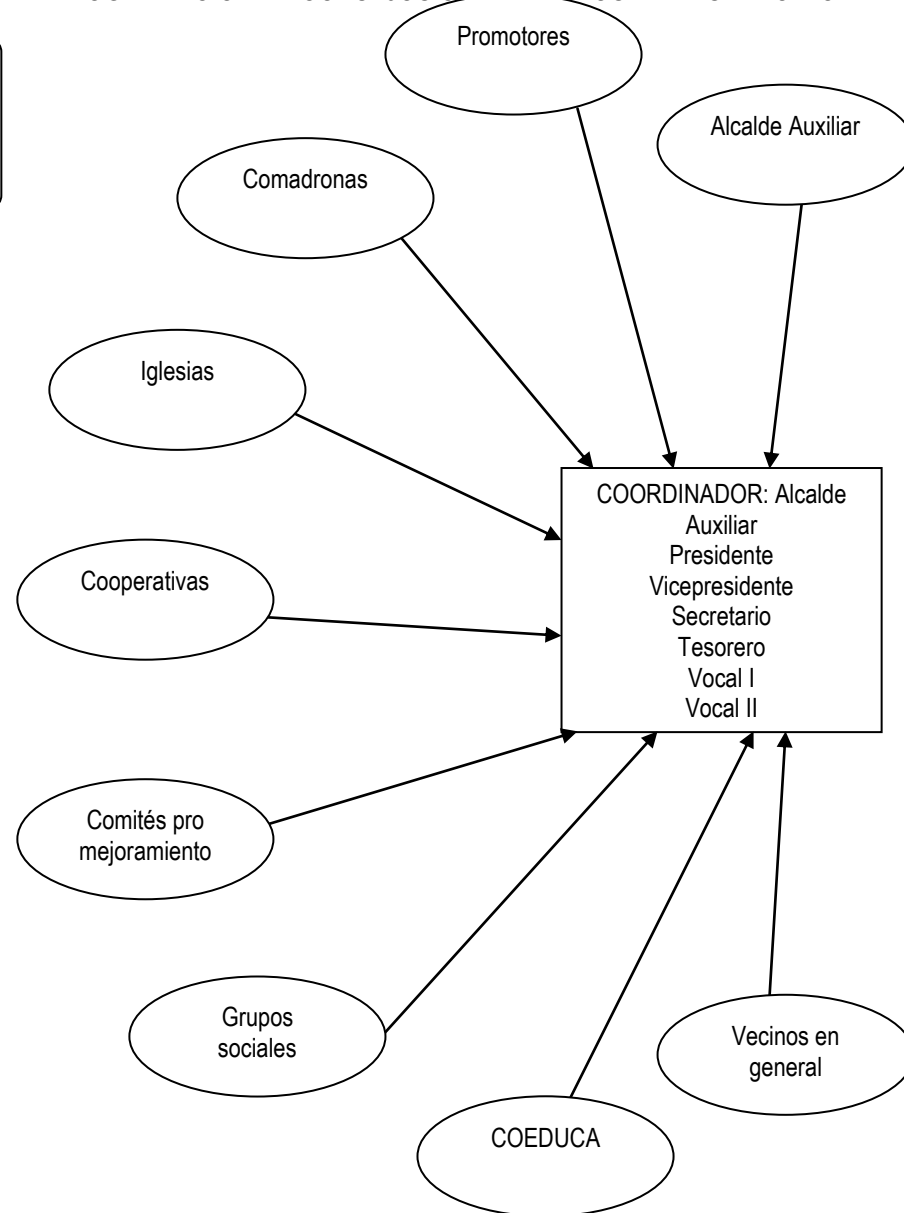 Promotores
Alcalde Auxiliar
Comadronas
Iglesias
Cooperativas
COORDINADOR: Alcalde
Auxiliar
Presidente
Vicepresidente
Secretario
Tesorero
Vocal I
Vocal II
Comités pro
mejoramiento
Grupos
sociales
Vecinos en
general
COEDUCA